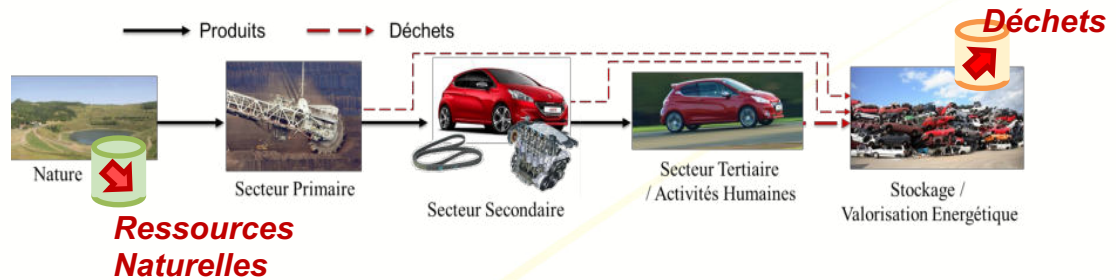 Déchets
Produits
Déchets
Nature
Secteur Primaire
Secteur Secondaire
Secteur Tertiaire
/ Activités Humaines
Stockage /
Valorisation Energétique
Ressources
Naturelles